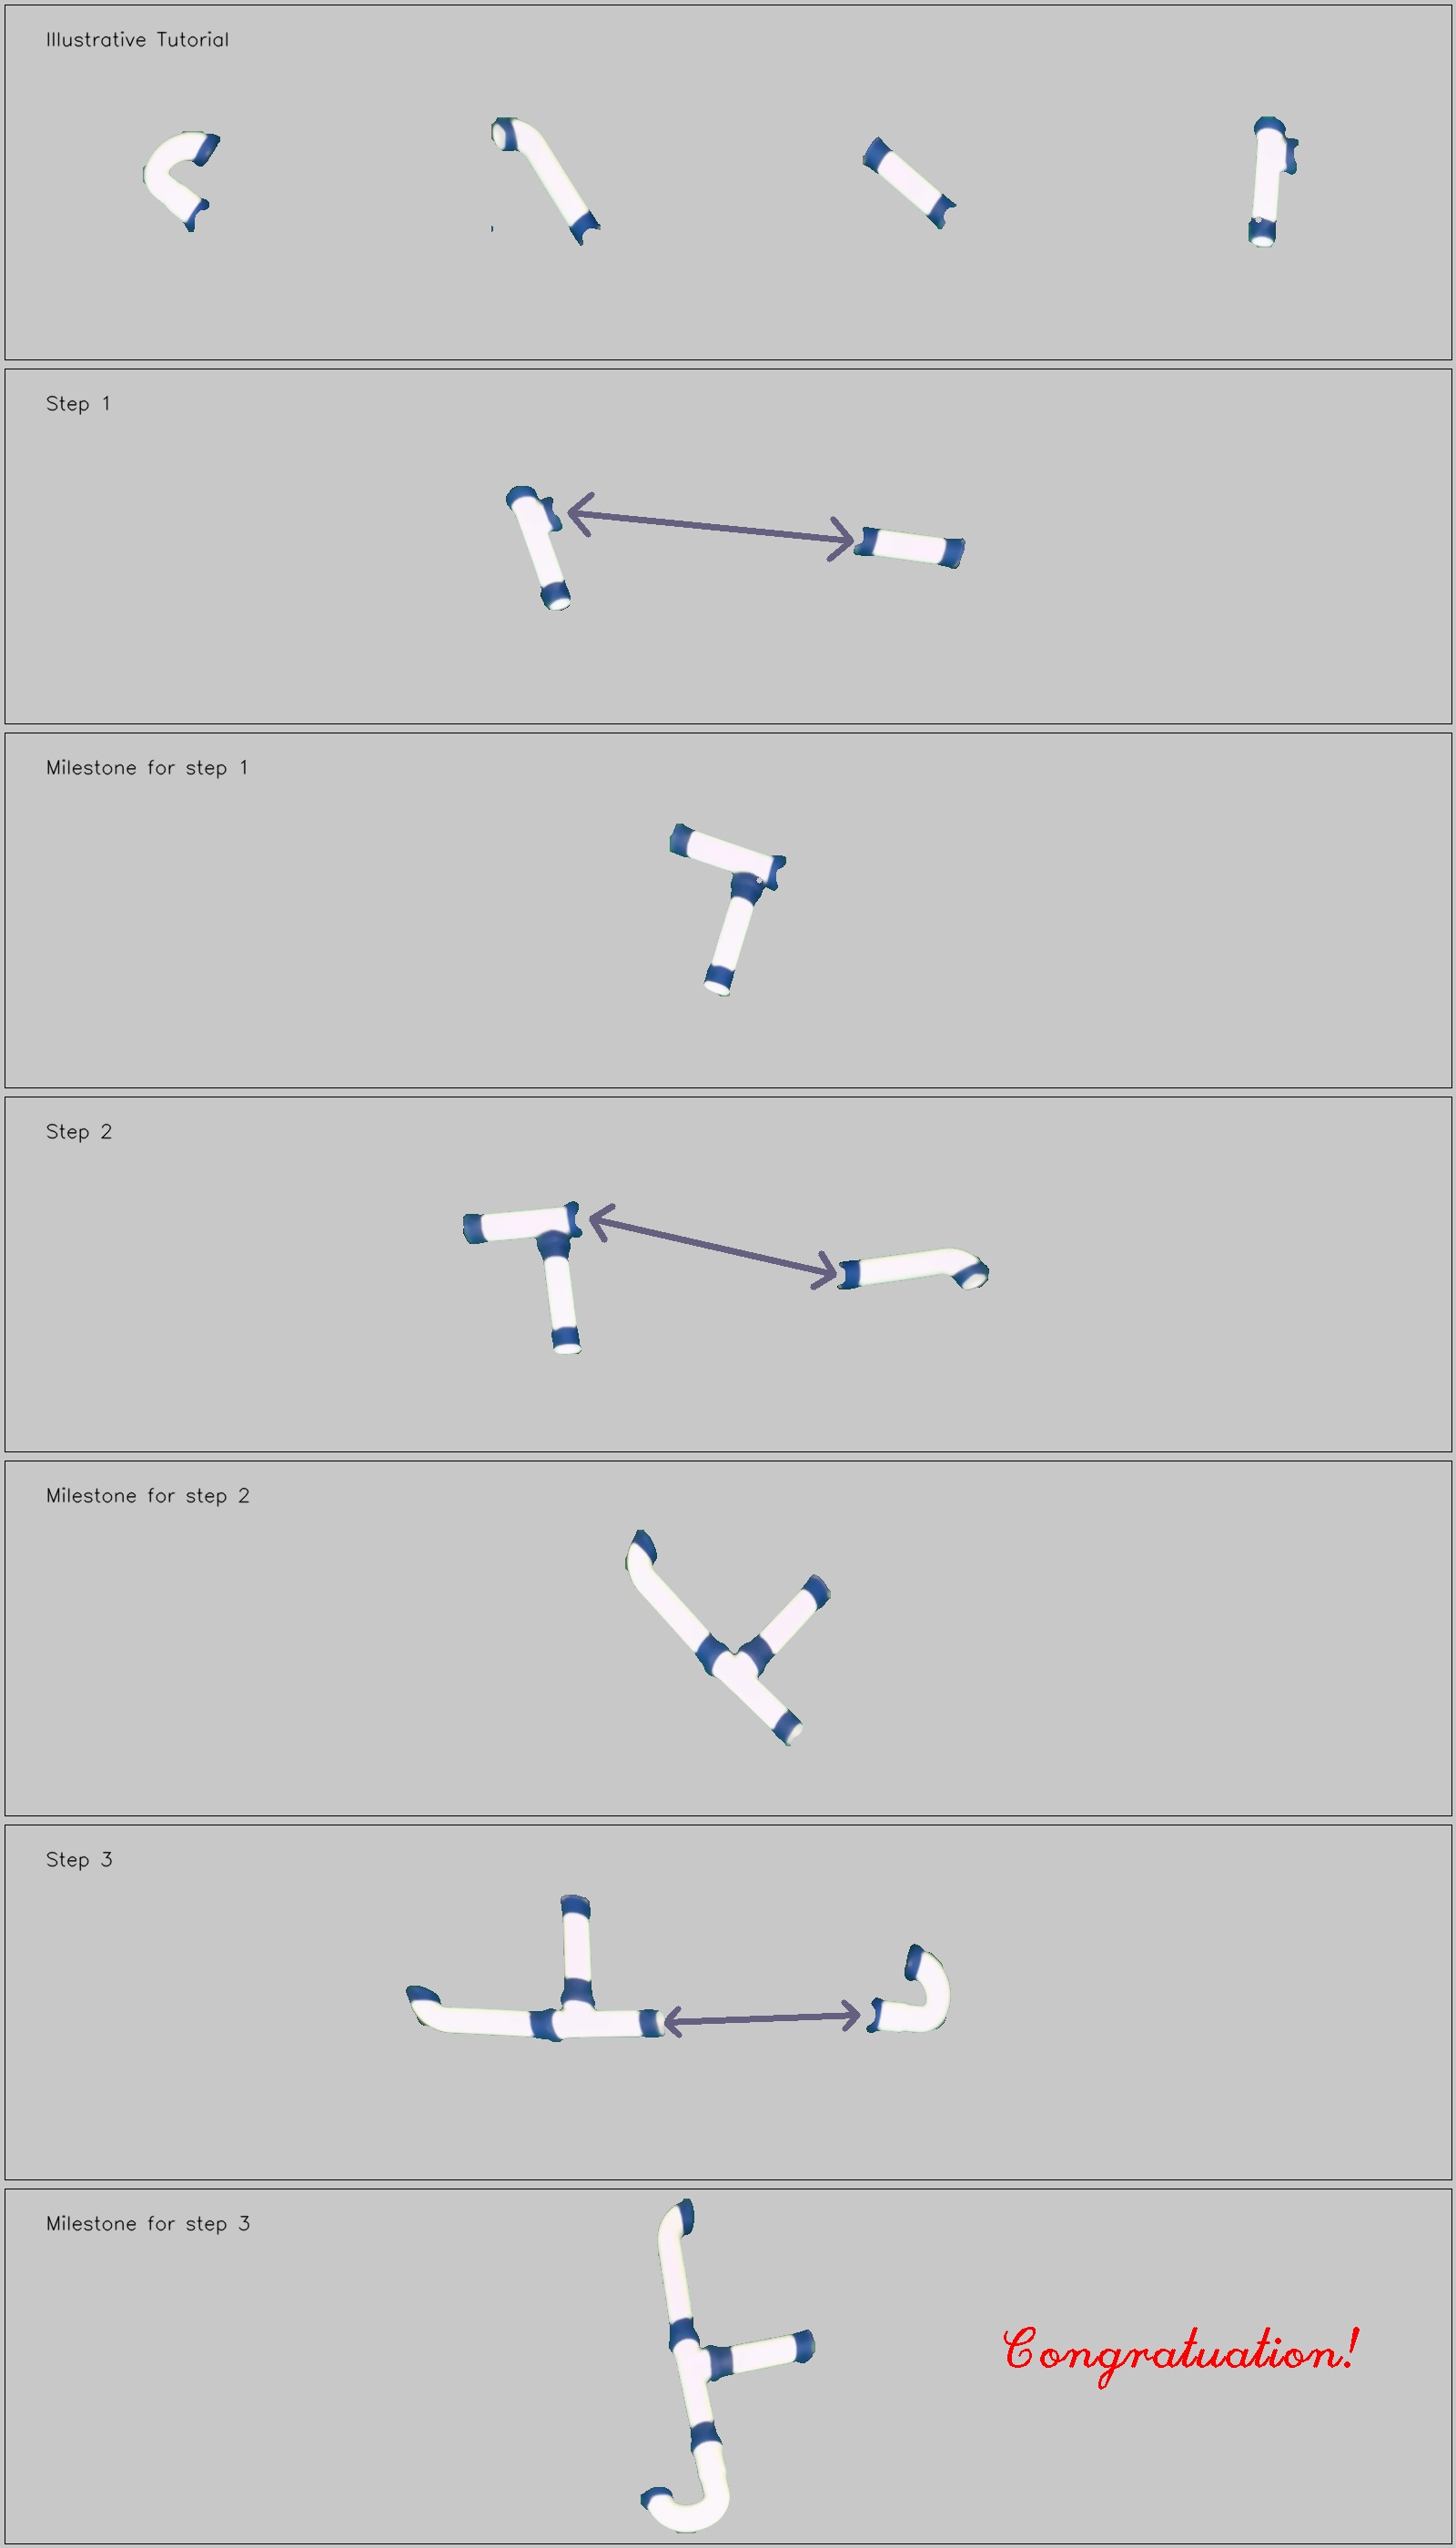 Illustrative Tutorial
Step 1
Milestone for step 1
Step 2
Milestone for step 2
Step 3
Milestone for step 3
Congratuation!